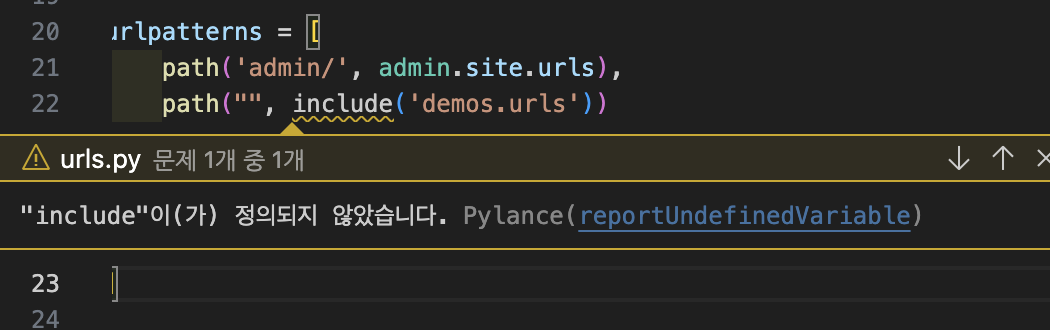 20 urlpatterns = [
21 path('admin/', admin.site.urls),
22 path("", include('demos.urls'))
urls.py 문제 1개 중 1개
"include"이(가) 정의되지 않았습니다. Pylance(reportUndefinedVariable)
23 ]
24